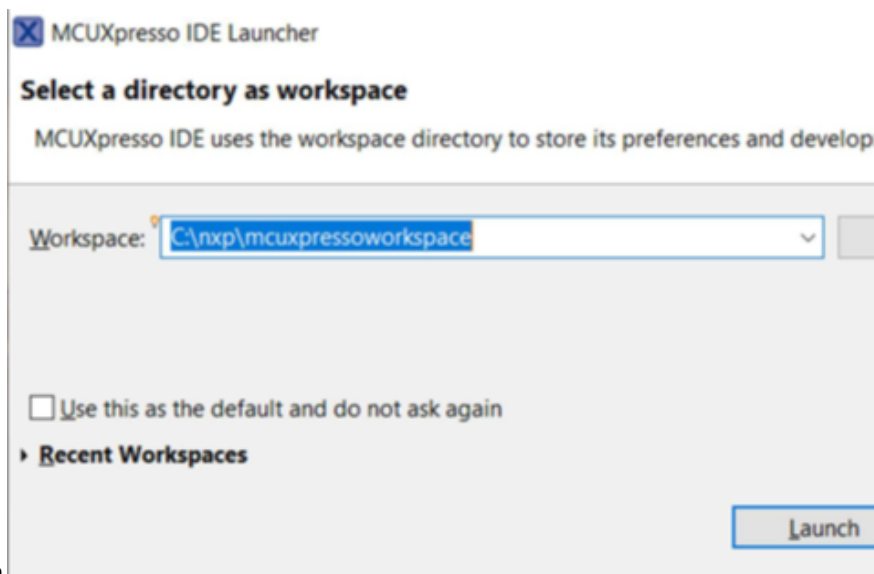 MCUXpresso IDE Launcher
Select a directory as workspace
MCUXpresso IDE uses the workspace directory to store its preferences and develop
Workspace: C:\nxp\mcuxpressoworkspace
Use this as the default and do not ask again
Recent Workspaces
Launch